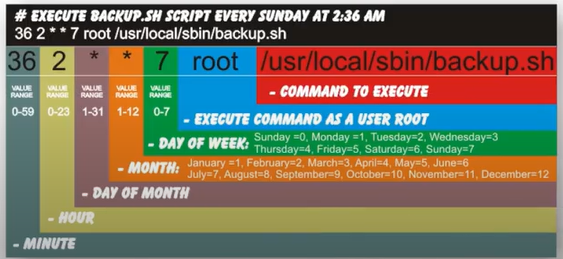 # EXECUTE BACKUP.SH SCRIPT EVERY SUNDAY AT 2:36 AM
36 2 * * 7 root /usr/local/sbin/backup.sh
36 2 * * 7 root /usr/local/sbin/backup.sh
VALUE RANGE VALUE RANGE VALUE RANGE VALUE RANGE VALUE RANGE
0-59 0-23 1-31 1-12 0-7
- COMMAND TO EXECUTE
- EXECUTE COMMAND AS A USER ROOT
- DAY OF WEEK: Sunday =0, Monday =1, Tuesday=2, Wednesday=3
Thursday=4, Friday=5, Saturday=6, Sunday=7
- MONTH: January =1, February=2, March=3, April=4, May=5, June=6
July=7, August=8, September=9, October=10, November=11, December=12
- DAY OF MONTH
- HOUR
- MINUTE